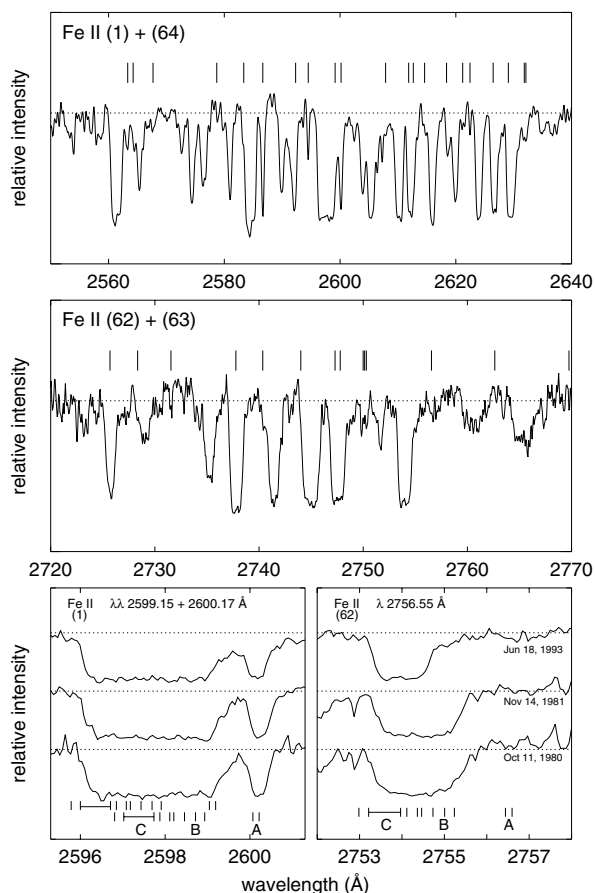 Fe II (1) + (64)
relative intensity
2560 2580 2600 2620 2640
Fe II (62) + (63)
relative intensity
2720 2730 2740 2750 2760 2770
Fe II (1) λλ 2599.15 + 2600.17 Å
Fe II (62) λ 2756.55 Å
Jun 18, 1993
Nov 14, 1981
Oct 11, 1980
relative intensity
C B A
C B A
2596 2598 2600
2753 2755 2757
wavelength (Å)